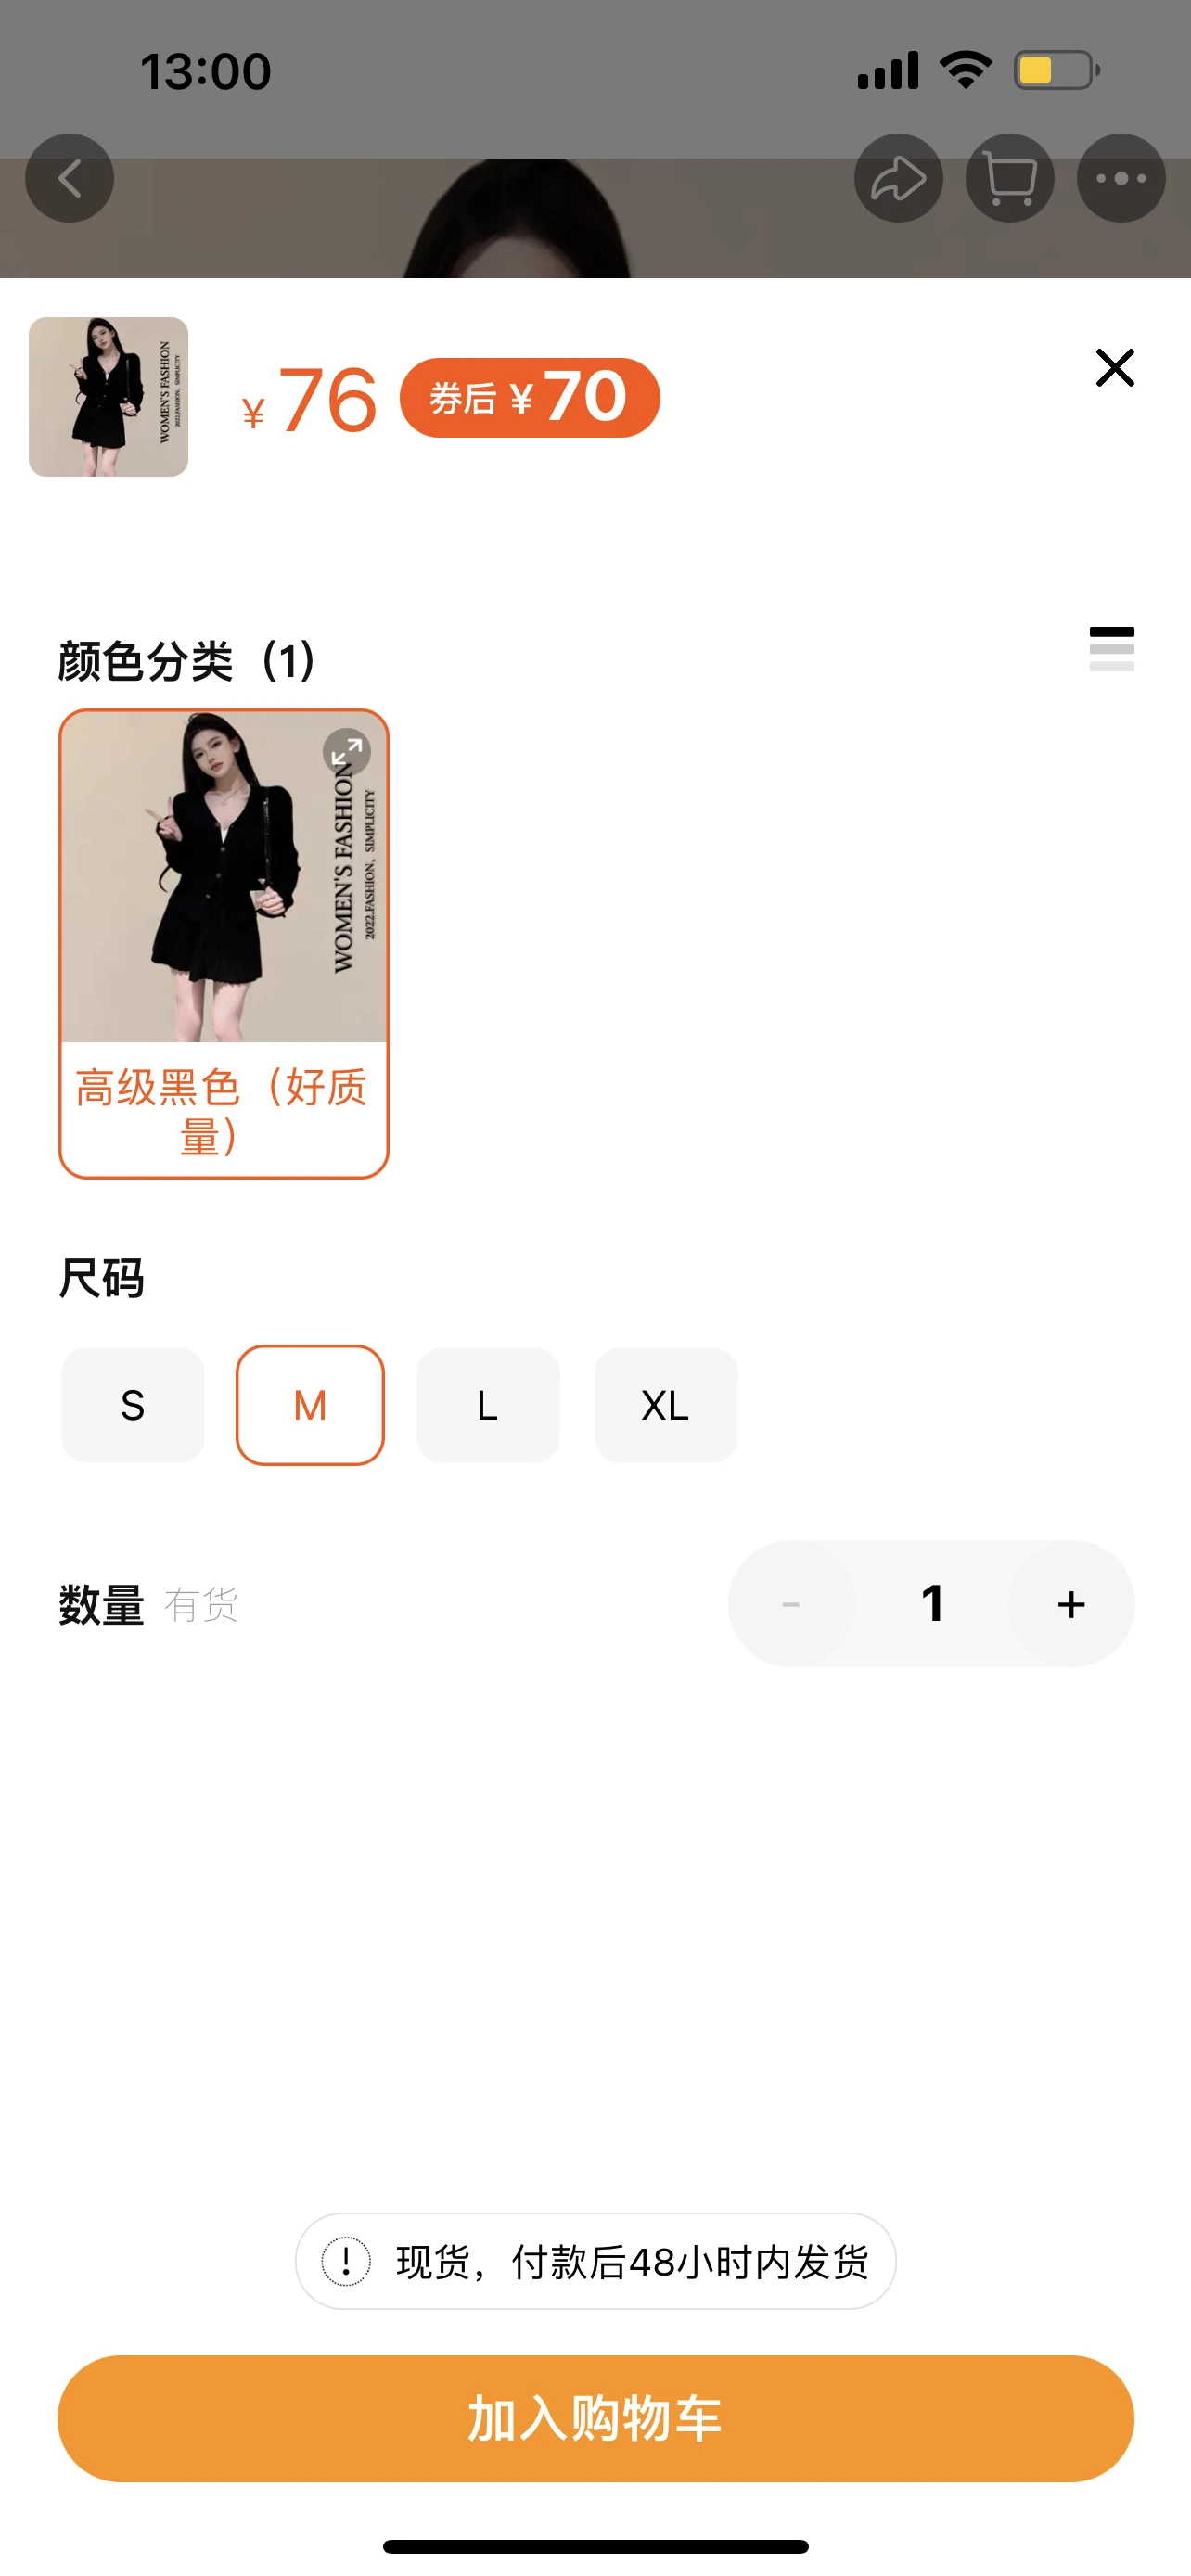 13:00
WOMEN'S FASHION
2022.FASHION, SIMPLICITY
¥76 券后¥70
颜色分类（1）
WOMEN'S FASHION
2022.FASHION, SIMPLICITY
高级黑色（好质
量）
尺码
S M L XL
数量 有货 - 1 +
现货，付款后48小时内发货
加入购物车